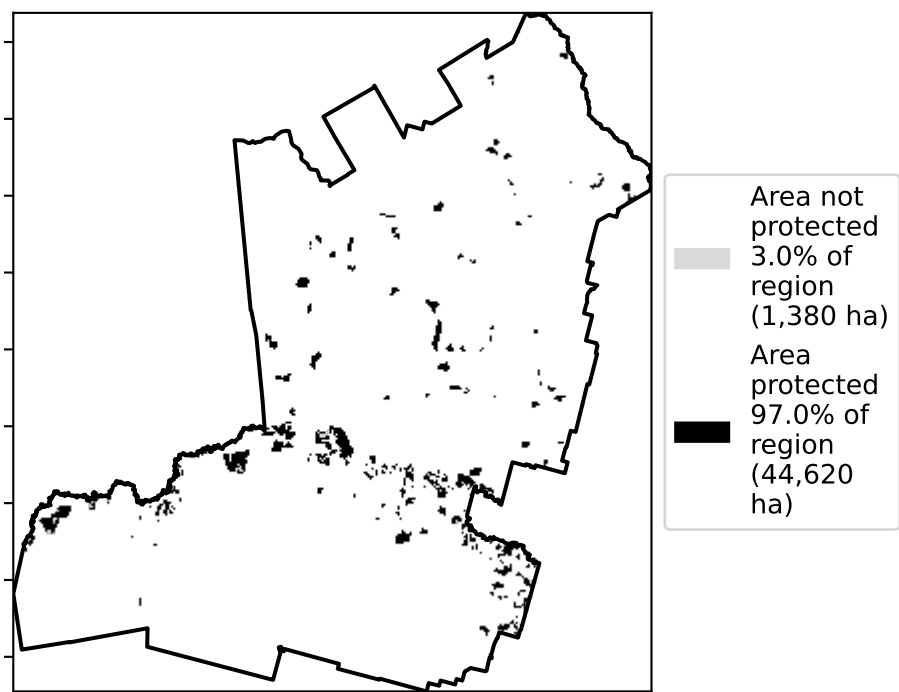 Area not
protected
3.0% of
region
(1,380 ha)
Area
protected
97.0% of
region
(44,620
ha)